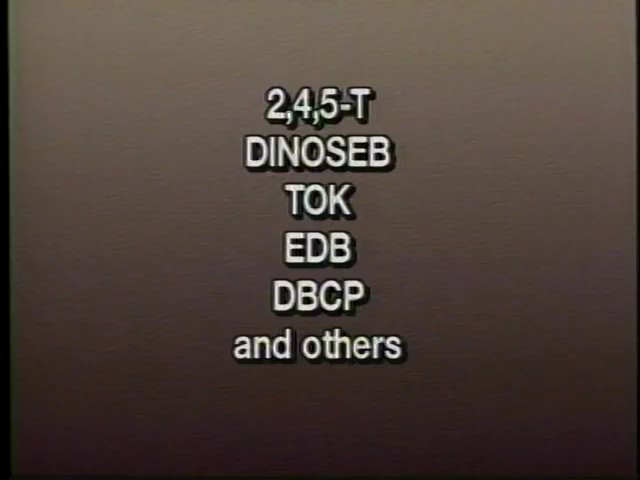 2,4,5-T
DINOSEB
TOK
EDB
DBCP
and others